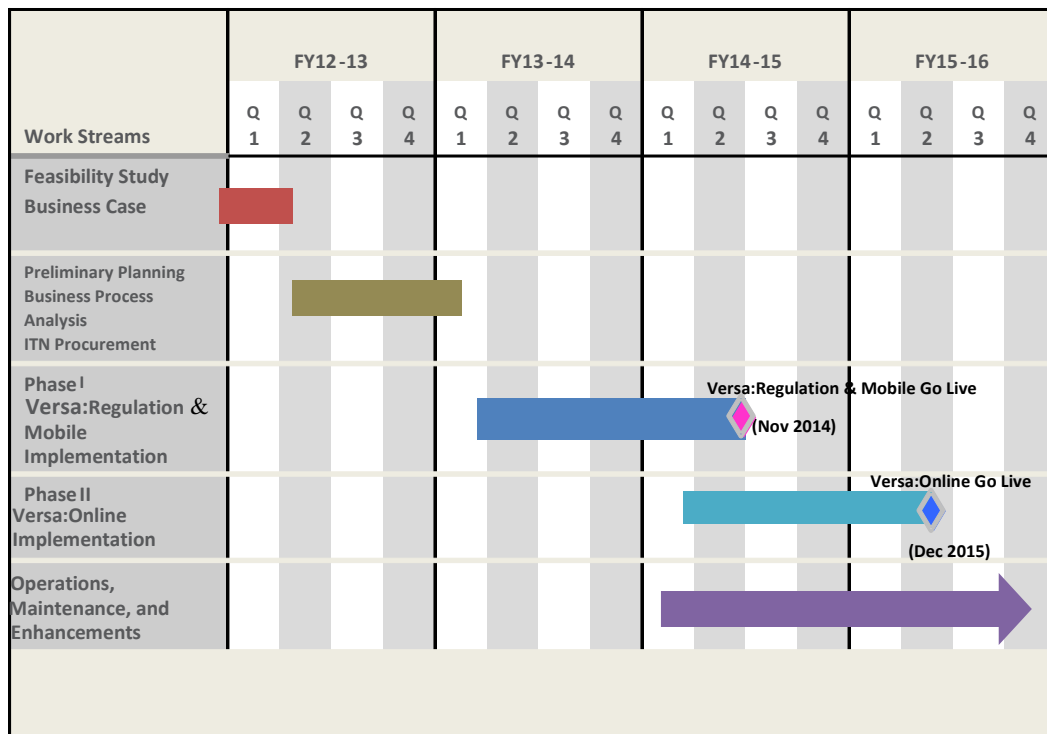 FY12-13 FY13-14 FY14-15 FY15-16
Work Streams
Q Q Q Q Q Q Q Q Q Q Q Q Q Q Q Q
1 2 3 4 1 2 3 4 1 2 3 4 1 2 3 4
Feasibility Study
Business Case
Preliminary Planning
Business Process
Analysis
ITN Procurement
Phase I
Versa:Regulation &
Mobile
Implementation
Versa:Regulation & Mobile Go Live
(Nov 2014)
Phase II
Versa:Online
Implementation
Versa:Online Go Live
(Dec 2015)
Operations,
Maintenance, and
Enhancements